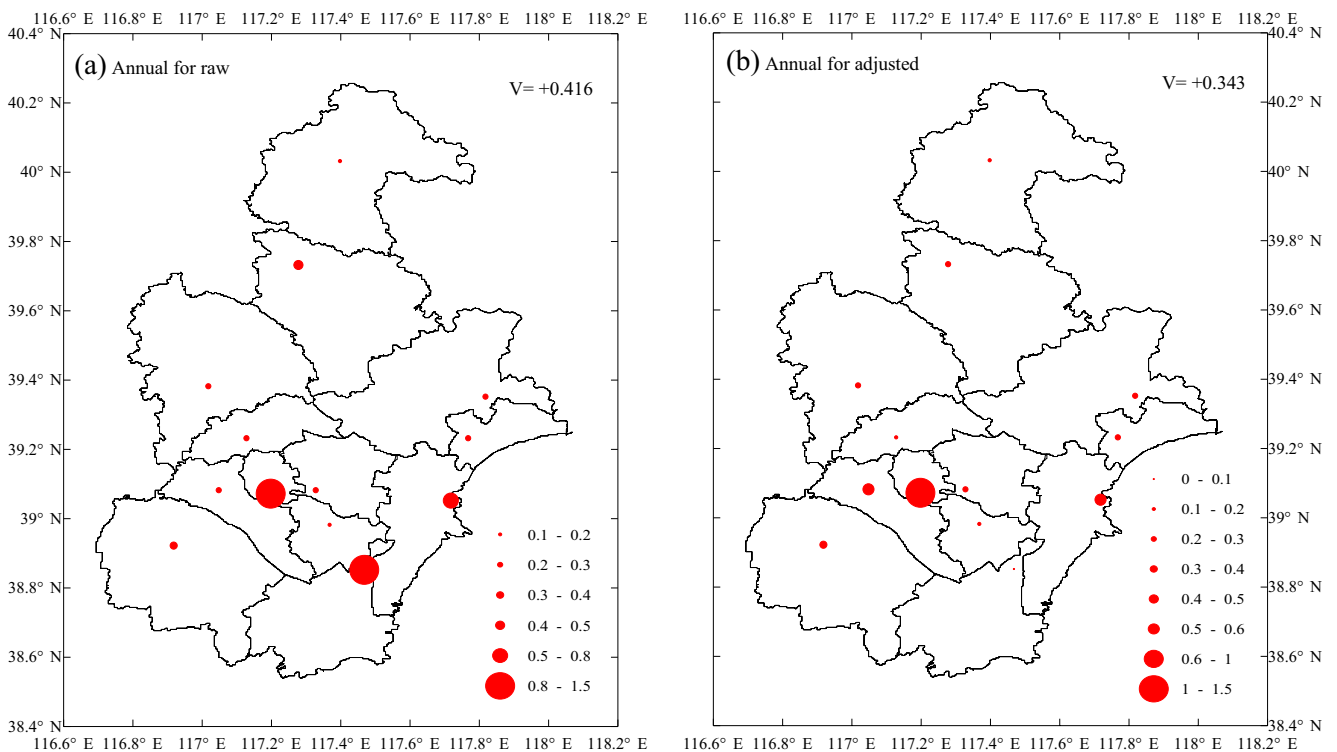 116.6° E 116.8° E 117° E 117.2° E 117.4° E 117.6° E 117.8° E 118° E 118.2° E
116.6° E 116.8° E 117° E 117.2° E 117.4° E 117.6° E 117.8° E 118° E 118.2° E
40.4° N
40.2° N
40° N
39.8° N
39.6° N
39.4° N
39.2° N
39° N
38.8° N
38.6° N
38.4° N
(a) Annual for raw
V= +0.416
0.1 - 0.2
0.2 - 0.3
0.3 - 0.4
0.4 - 0.5
0.5 - 0.8
0.8 - 1.5
(b) Annual for adjusted
V= +0.343
0 - 0.1
0.1 - 0.2
0.2 - 0.3
0.3 - 0.4
0.4 - 0.5
0.5 - 0.6
0.6 - 1
1 - 1.5
40.4° N
40.2° N
40° N
39.8° N
39.6° N
39.4° N
39.2° N
39° N
38.8° N
38.6° N
38.4° N
116.6° E 116.8° E 117° E 117.2° E 117.4° E 117.6° E 117.8° E 118° E 118.2° E
116.6° E 116.8° E 117° E 117.2° E 117.4° E 117.6° E 117.8° E 118° E 118.2° E